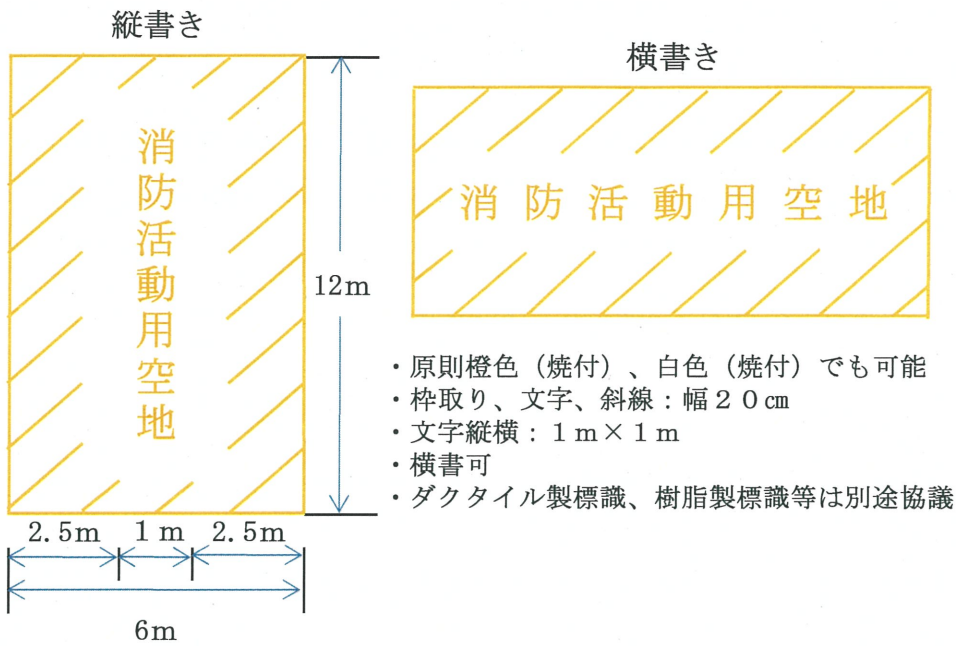 縦書き
消防活動用空地
12m
2.5m 1m 2.5m
6m
横書き
消防活動用空地
・原則橙色（焼付）、白色（焼付）でも可能
・枠取り、文字、斜線：幅２０㎝
・文字縦横：１ｍ×１ｍ
・横書可
・ダクタイル製標識、樹脂製標識等は別途協議